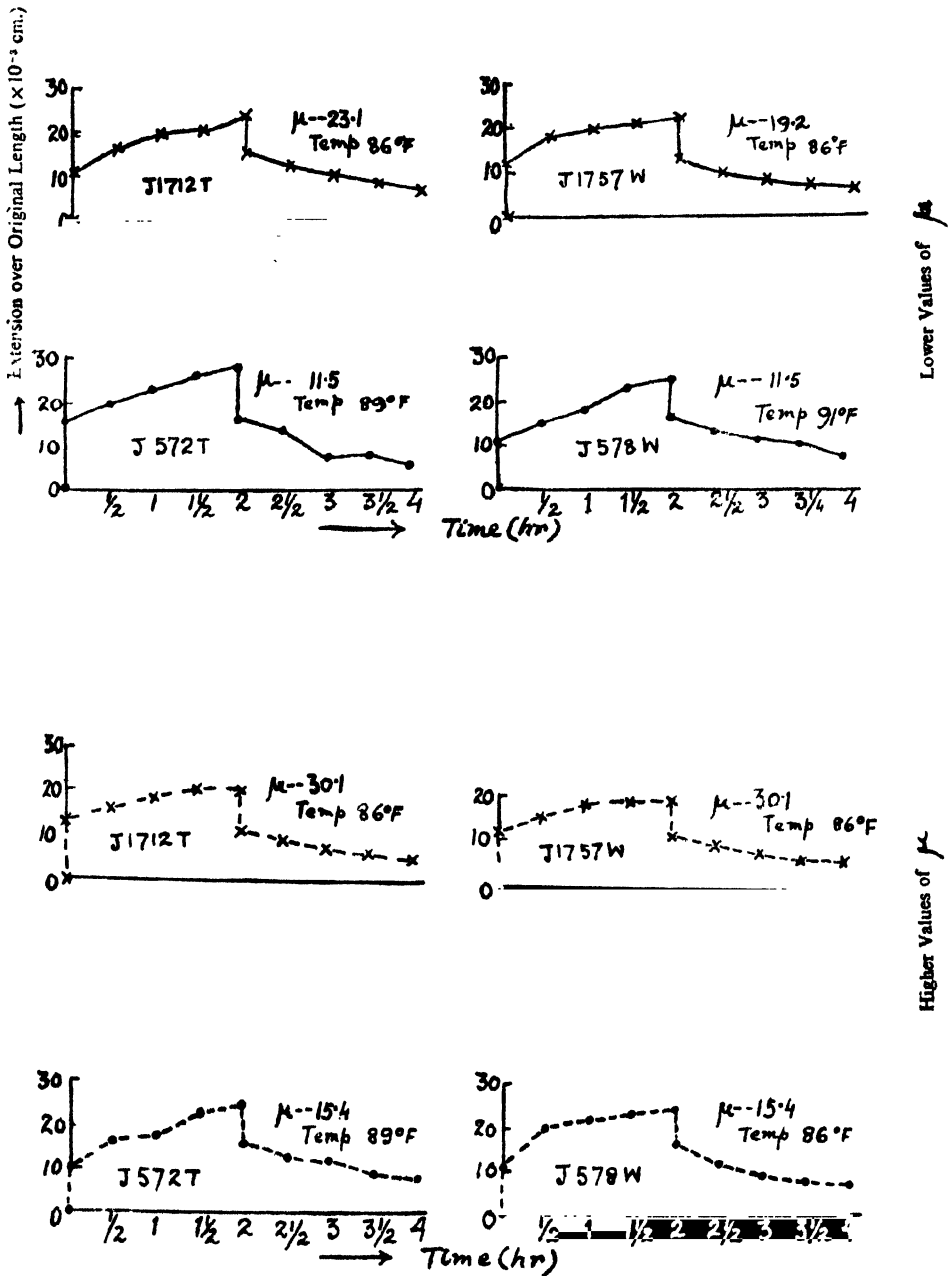 → Extension over Original Length (×10⁻³ cm.)
30
20
10
μ--23.1
Temp 86°F
J1712T
30
20
10
0
μ--19.2
Temp 86°F
J1757W
Lower Values of μ
30
20
10
0
μ-- 11.5
Temp 89°F
J 572T
½ 1 1½ 2 2½ 3 3½ 4
30
20
10
0
μ--11.5
Temp 91°F
J578W
½ 1 1½ 2 2½ 3 3¼ 4
→ Time (hr)
30
20
10
0
μ--30.1
Temp 86°F
J1712T
20
10
0
μ--30.1
Temp 86°F
J1757W
Higher Values of μ
30
20
10
0
μ--15.4
Temp 89°F
J572T
½ 1 1½ 2 2½ 3 3½ 4
30
20
10
0
μ--15.4
Temp 86°F
J578W
½ 1 1½ 2 2½ 3 3½ 4
→ Time (hr)